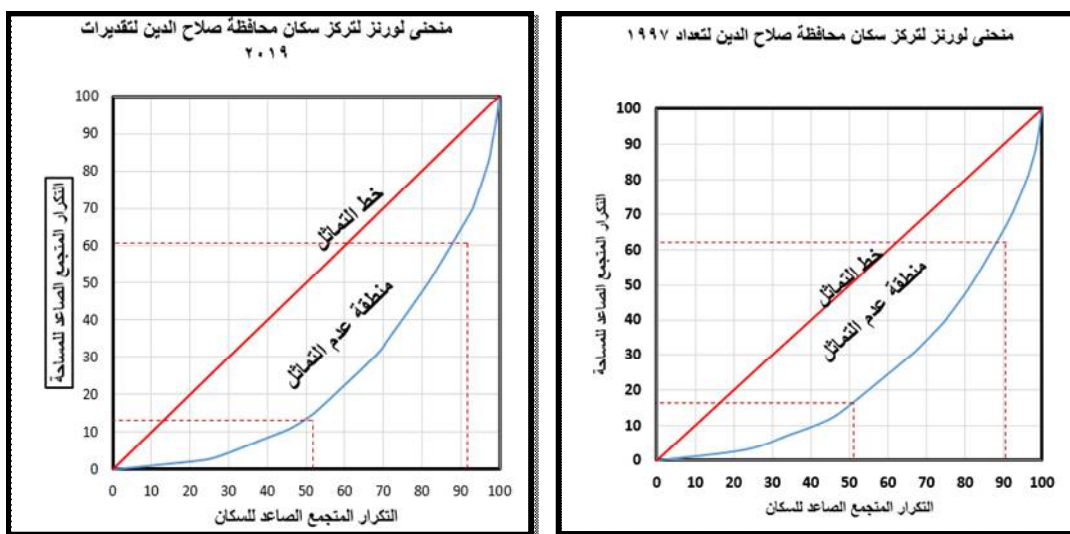 منحنى لورنز لتركز سكان محافظة صلاح الدين لتعداد ١٩٩٧
100
90
80
70
60
50
40
30
20
10
0
0 10 20 30 40 50 60 70 80 90 100
التكرار المتجمع الصاعد للمساحة
خط التماثل
منطقة عدم التماثل
التكرار المتجمع الصاعد للسكان
منحنى لورنز لتركز سكان محافظة صلاح الدين لتقديرات
٢٠١٩
100
90
80
70
60
50
40
30
20
10
0
0 10 20 30 40 50 60 70 80 90 100
التكرار المتجمع الصاعد للمساحة
خط التماثل
منطقة عدم التماثل
التكرار المتجمع الصاعد للسكان